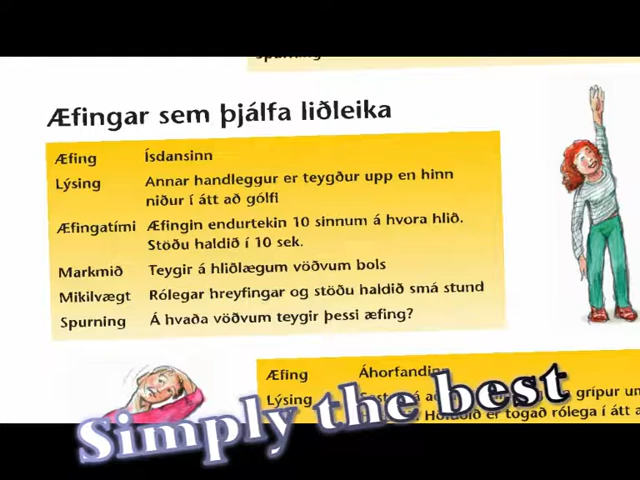 Æfingar sem þjálfa liðleika
Æfing Ísdansinn
Lýsing Annar handleggur er teygður upp en hinn
niður í átt að gólfi
Æfingatími Æfingin endurtekin 10 sinnum á hvora hlið.
Stöðu haldið í 10 sek.
Markmið Teygir á hliðlægum vöðvum bols
Mikilvægt Rólegar hreyfingar og stöðu haldið smá stund
Spurning Á hvaða vöðvum teygir þessi æfing?
Æfing Áhorfandinn
Lýsing
grípur
er togað rólega í átt
Simply the best